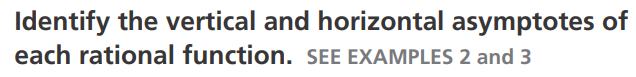 Identify the vertical and horizontal asymptotes of
each rational function. SEE EXAMPLES 2 and 3